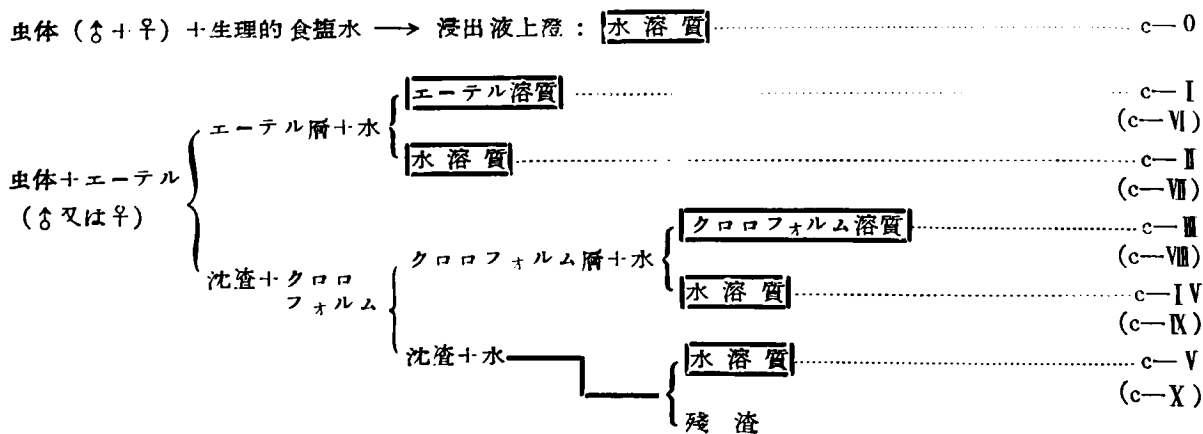 虫体(♂+♀)+生理的食鹽水 → 浸出液上澄: 水溶質 c—0
エーテル溶質 c—I
(c—VI)
エーテル層+水
水溶質 c—II
(c—VII)
虫体+エーテル
(♂又は♀)
クロロフォルム溶質 c—III
(c—VIII)
クロロフォルム層+水
沈渣+クロロ
フォルム
水溶質 c—IV
(c—IX)
沈渣+水
水溶質 c—V
(c—X)
残渣